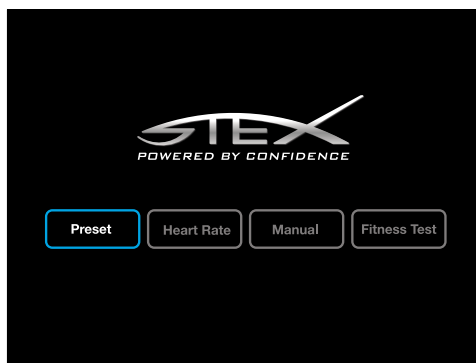 STEX
POWERED BY CONFIDENCE
Preset Heart Rate Manual Fitness Test